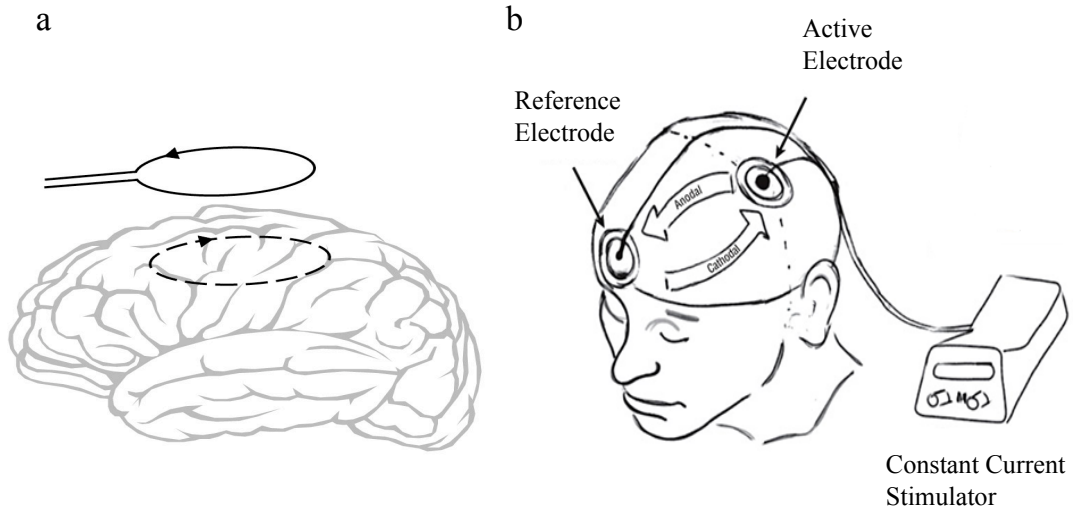 a
b
Active
Electrode
Reference
Electrode
Anodal
Cathodal
Constant Current
Stimulator